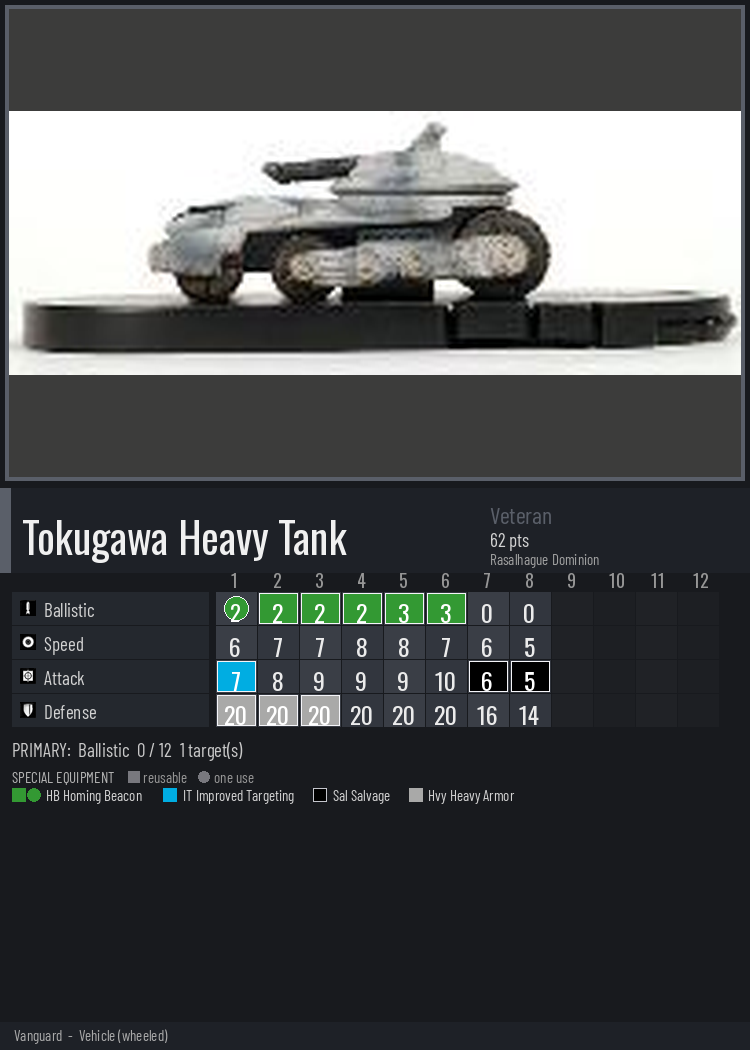 Tokugawa Heavy Tank
Veteran
62 pts
Rasalhague Dominion
1 2 3 4 5 6 7 8 9 10 11 12
Ballistic 2 2 2 2 3 3 0 0
Speed 6 7 7 8 8 7 6 5
Attack 7 8 9 9 9 10 6 5
Defense 20 20 20 20 20 20 16 14
PRIMARY: Ballistic 0 / 12 1 target(s)
SPECIAL EQUIPMENT reusable one use
HB Homing Beacon IT Improved Targeting Sal Salvage Hvy Heavy Armor
Vanguard - Vehicle (wheeled)